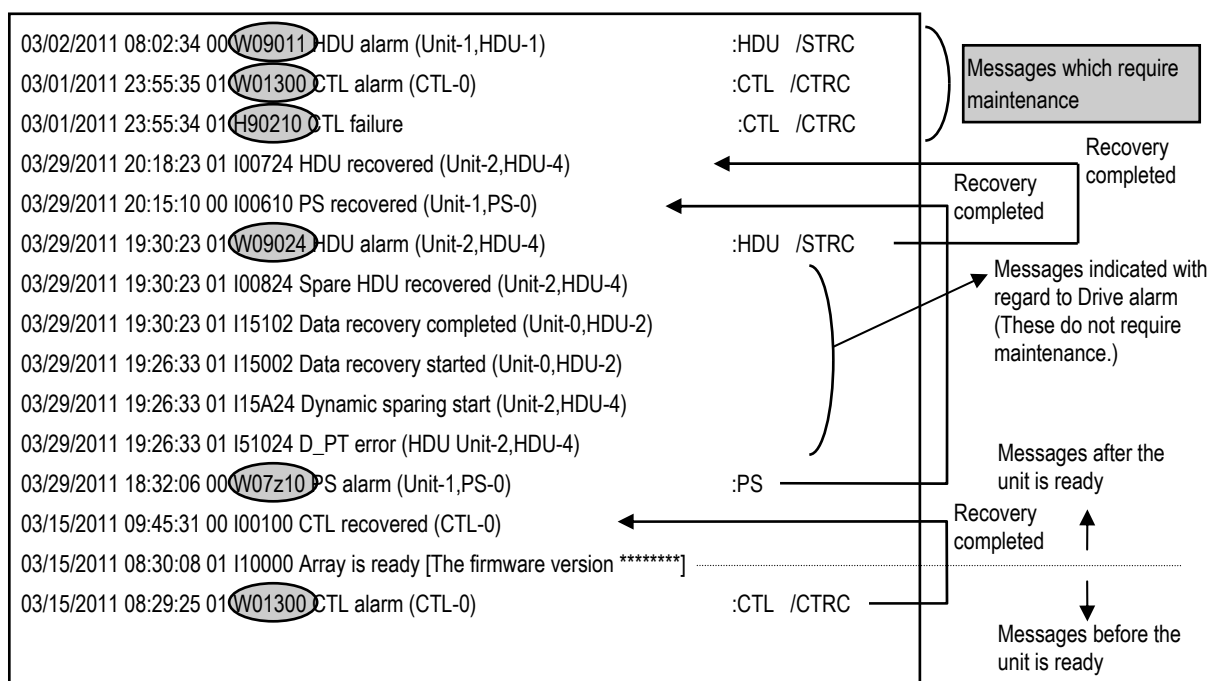 03/02/2011 08:02:34 00 W09011 HDU alarm (Unit-1,HDU-1) :HDU /STRC
03/01/2011 23:55:35 01 W01300 CTL alarm (CTL-0) :CTL /CTRC
03/01/2011 23:55:34 01 H90210 CTL failure :CTL /CTRC
Messages which require
maintenance
03/29/2011 20:18:23 01 I00724 HDU recovered (Unit-2,HDU-4)
Recovery
completed
03/29/2011 20:15:10 00 I00610 PS recovered (Unit-1,PS-0)
Recovery
completed
03/29/2011 19:30:23 01 W09024 HDU alarm (Unit-2,HDU-4) :HDU /STRC
03/29/2011 19:30:23 01 I00824 Spare HDU recovered (Unit-2,HDU-4)
03/29/2011 19:30:23 01 I15102 Data recovery completed (Unit-0,HDU-2)
03/29/2011 19:26:33 01 I15002 Data recovery started (Unit-0,HDU-2)
03/29/2011 19:26:33 01 I15A24 Dynamic sparing start (Unit-2,HDU-4)
03/29/2011 19:26:33 01 I51024 D_PT error (HDU Unit-2,HDU-4)
Messages indicated with
regard to Drive alarm
(These do not require
maintenance.)
03/29/2011 18:32:06 00 W07z10 PS alarm (Unit-1,PS-0) :PS
Messages after the
unit is ready
03/15/2011 09:45:31 00 I00100 CTL recovered (CTL-0)
Recovery
completed
03/15/2011 08:30:08 01 I10000 Array is ready [The firmware version ********]
03/15/2011 08:29:25 01 W01300 CTL alarm (CTL-0) :CTL /CTRC
Messages before the
unit is ready